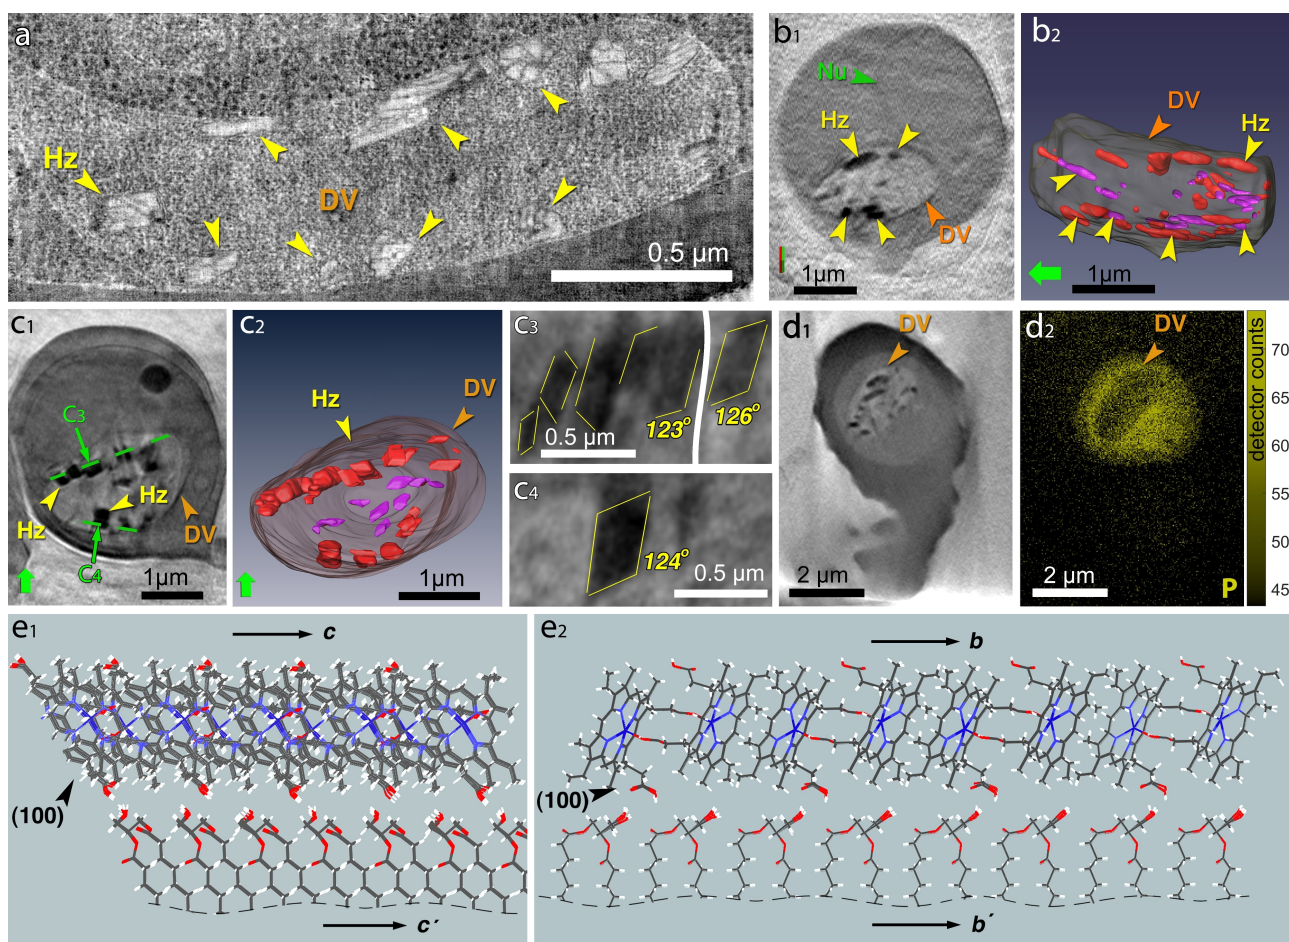 a
Hz
DV
0.5 µm
b1
Nu
Hz
DV
1µm
b2
DV
Hz
1µm
c1
C3
Hz
Hz
DV
C4
1µm
c2
Hz
DV
1µm
c3
0.5 µm
123°
126°
c4
124°
0.5 µm
d1
DV
2 µm
d2
DV
2 µm
P
detector counts
70
65
60
55
50
45
e1
c
(100)
c´
e2
b
(100)
b´